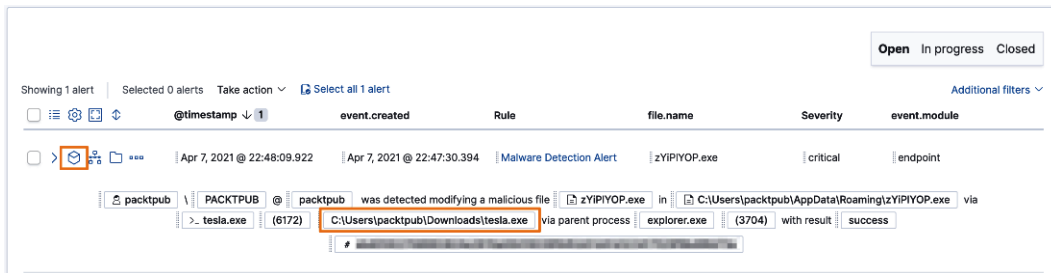 Open In progress Closed
Showing 1 alert Selected 0 alerts Take action Select all 1 alert Additional filters
@timestamp 1 event.created Rule file.name Severity event.module
Apr 7, 2021 @ 22:48:09.922 Apr 7, 2021 @ 22:47:30.394 Malware Detection Alert zYiPIYOP.exe critical endpoint
packtpub \ PACKTPUB @ packtpub was detected modifying a malicious file zYiPIYOP.exe in C:\Users\packtpub\AppData\Roaming\zYiPIYOP.exe via
>_ tesla.exe (6172) C:\Users\packtpub\Downloads\tesla.exe via parent process explorer.exe (3704) with result success
#